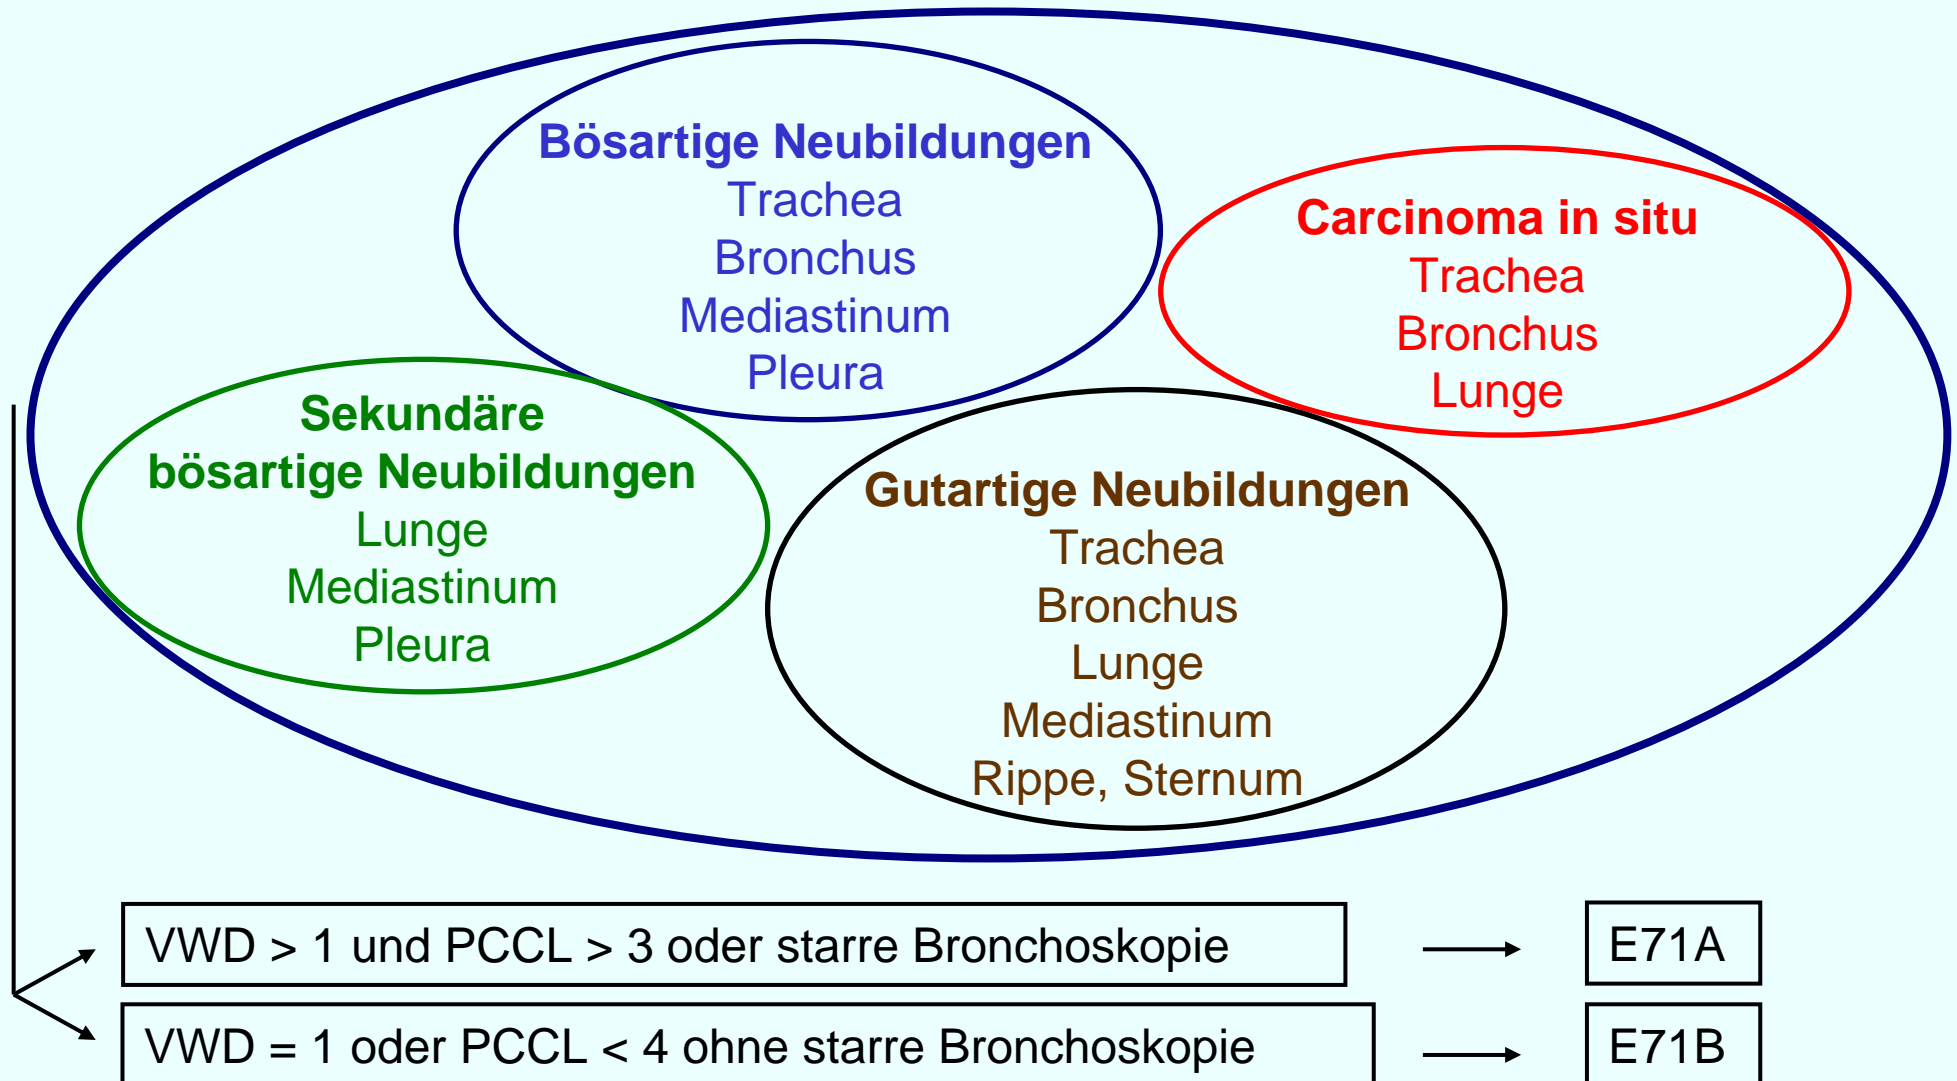 Bösartige Neubildungen
Trachea
Bronchus
Mediastinum
Pleura
Carcinoma in situ
Trachea
Bronchus
Lunge
Sekundäre
bösartige Neubildungen
Lunge
Mediastinum
Pleura
Gutartige Neubildungen
Trachea
Bronchus
Lunge
Mediastinum
Rippe, Sternum
VWD > 1 und PCCL > 3 oder starre Bronchoskopie
E71A
VWD = 1 oder PCCL < 4 ohne starre Bronchoskopie
E71B